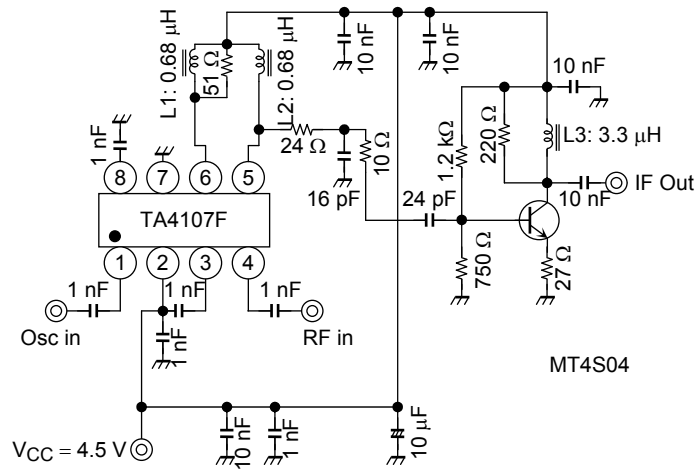 L1: 0.68 μH
51 Ω
L2: 0.68 μH
10 nF
10 nF
10 nF
1 nF
24 Ω
16 pF
10 Ω
24 pF
1.2 kΩ
220 Ω
L3: 3.3 μH
10 nF
IF Out
8
7
6
5
TA4107F
1
2
3
4
750 Ω
27 Ω
1 nF
1 nF
1 nF
Osc in
1 nF
RF in
MT4S04
VCC = 4.5 V
10 nF
1 nF
10 μF